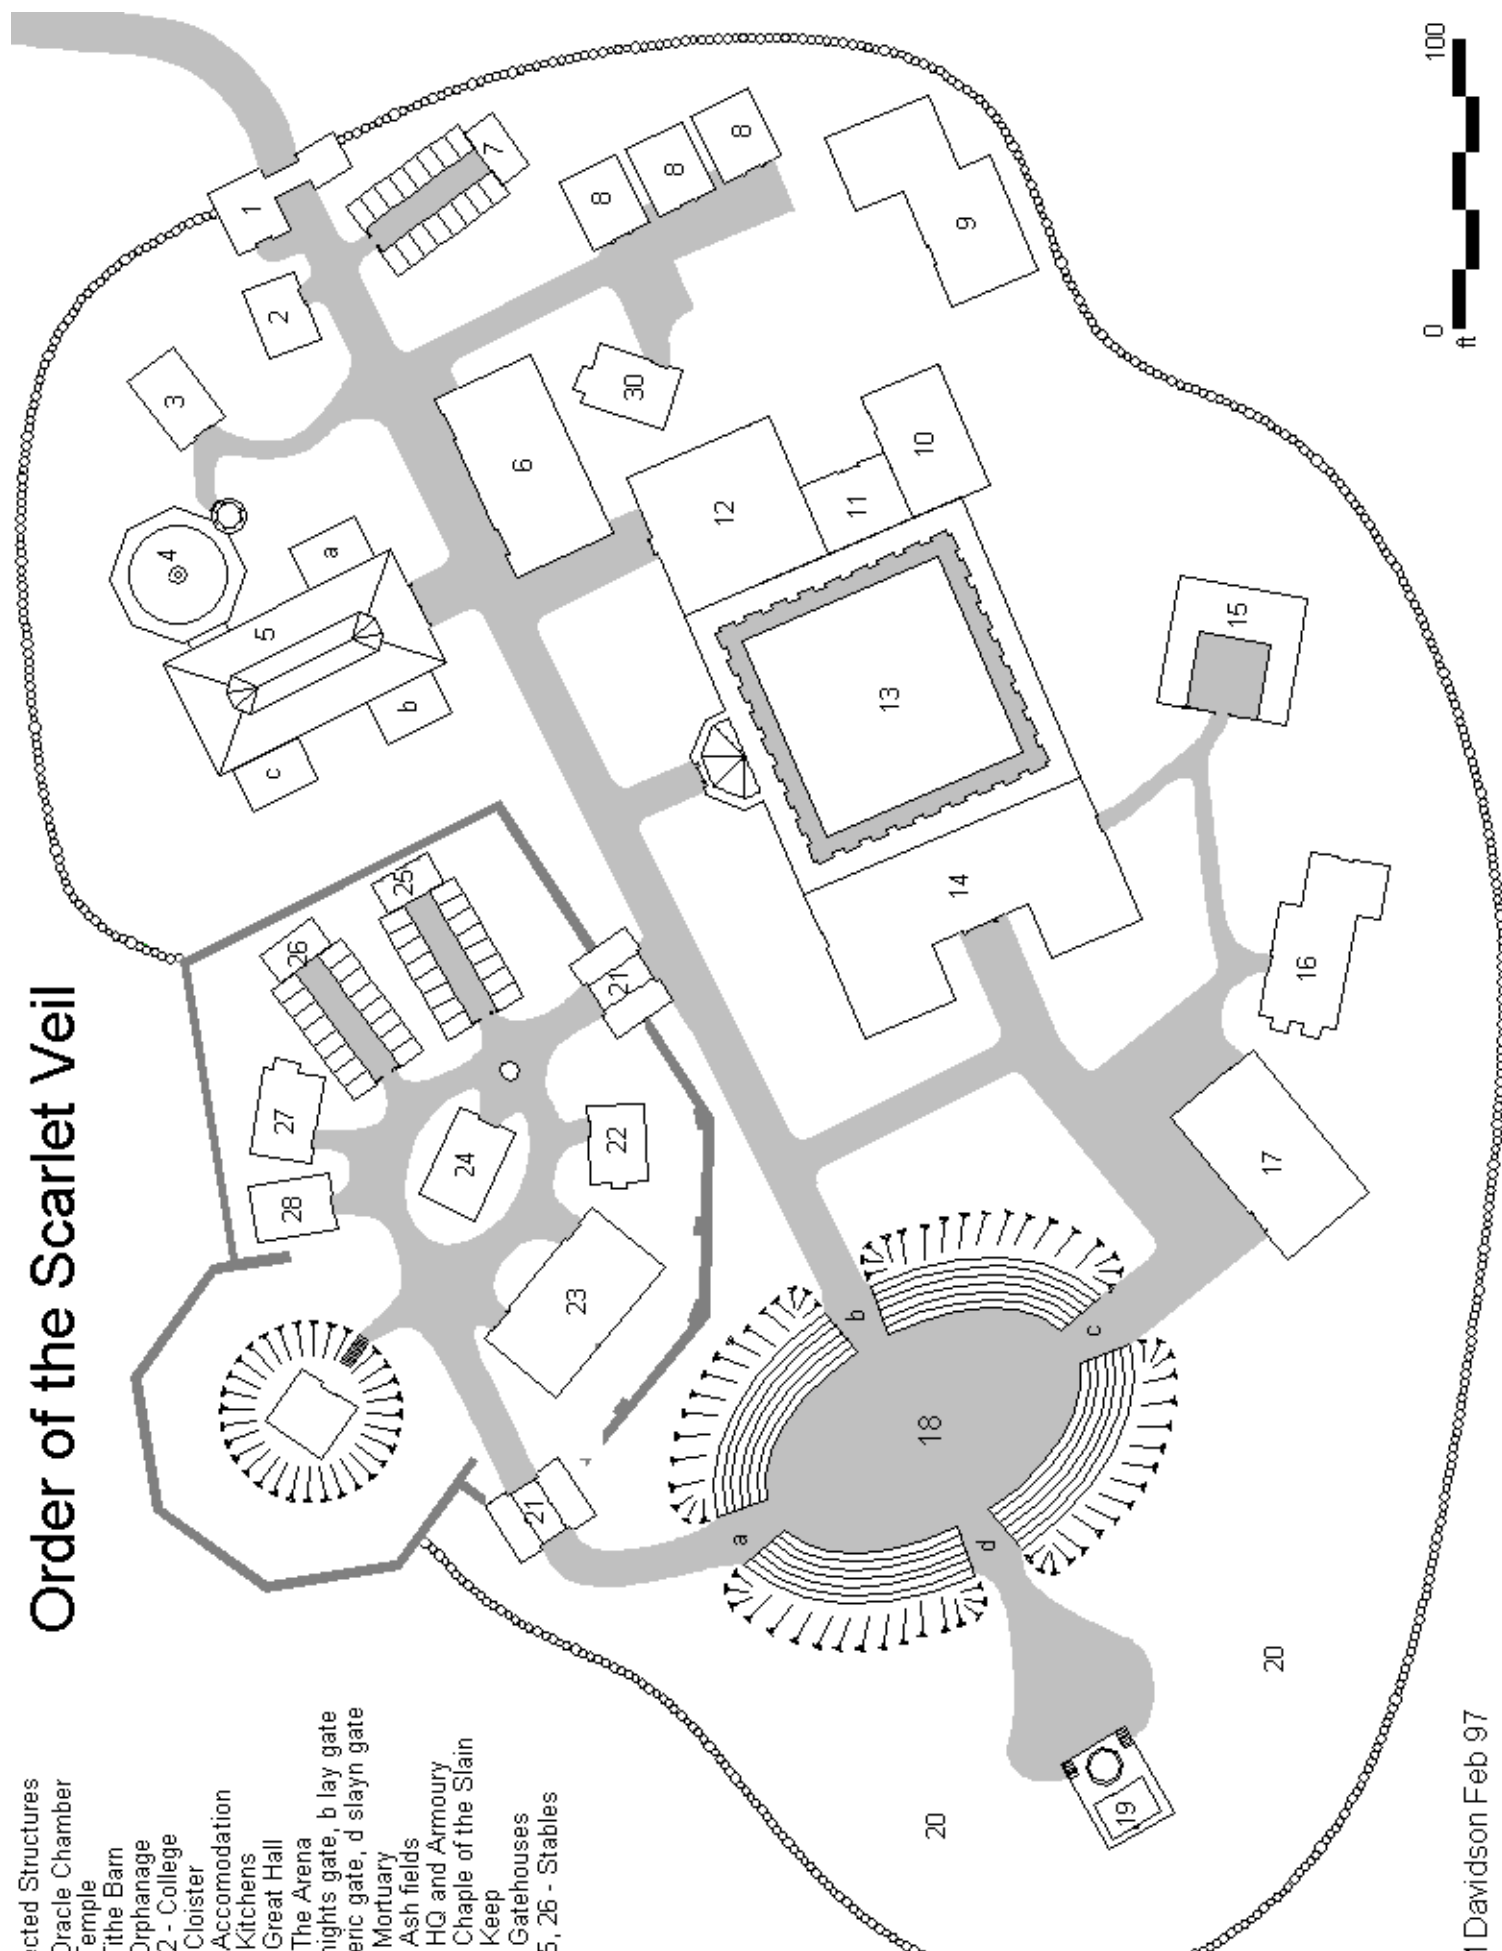 Order of the Scarlet Veil
ected Structures
Oracle Chamber
Temple
Tithe Barn
Orphanage
2 - College
Cloister
Accomodation
Kitchens
Great Hall
The Arena
nights gate, b lay gate
eric gate, d slayn gate
Mortuary
Ash fields
HQ and Armoury
Chaple of the Slain
Keep
Gatehouses
5, 26 - Stables
1
2
3
4
5
a
b
c
6
7
8
8
8
9
10
11
12
13
14
15
16
17
18
a
b
c
d
19
20
20
21
21
22
23
24
25
26
27
28
30
0
100
ft
Davidson Feb 97